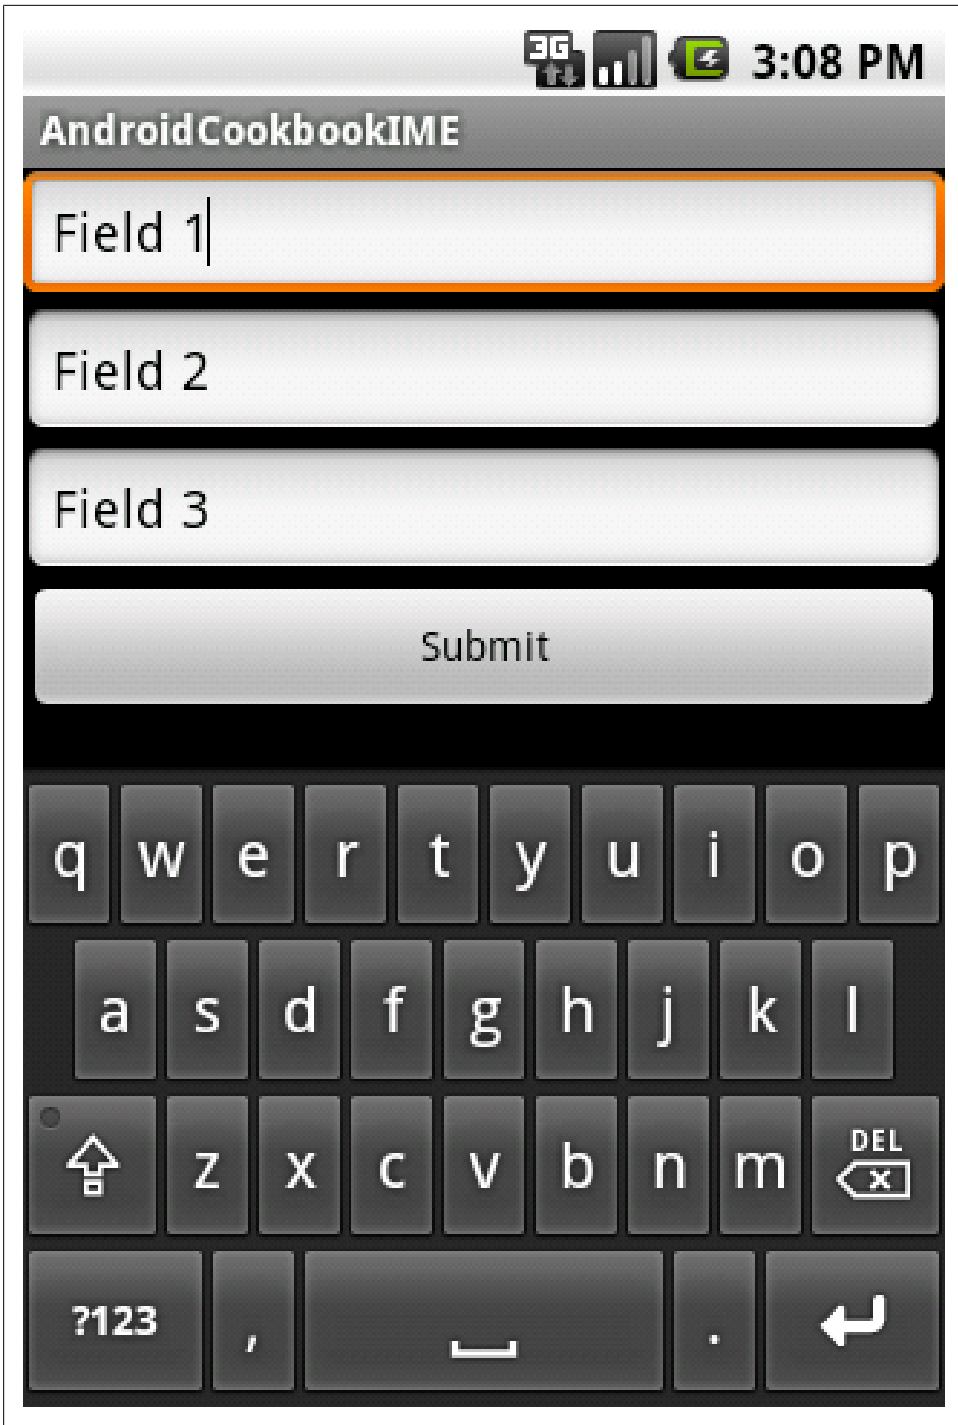 3G 3:08 PM
AndroidCookbookIME
Field 1
Field 2
Field 3
Submit
q w e r t y u i o p
a s d f g h j k l
z x c v b n m DEL
?123 , .